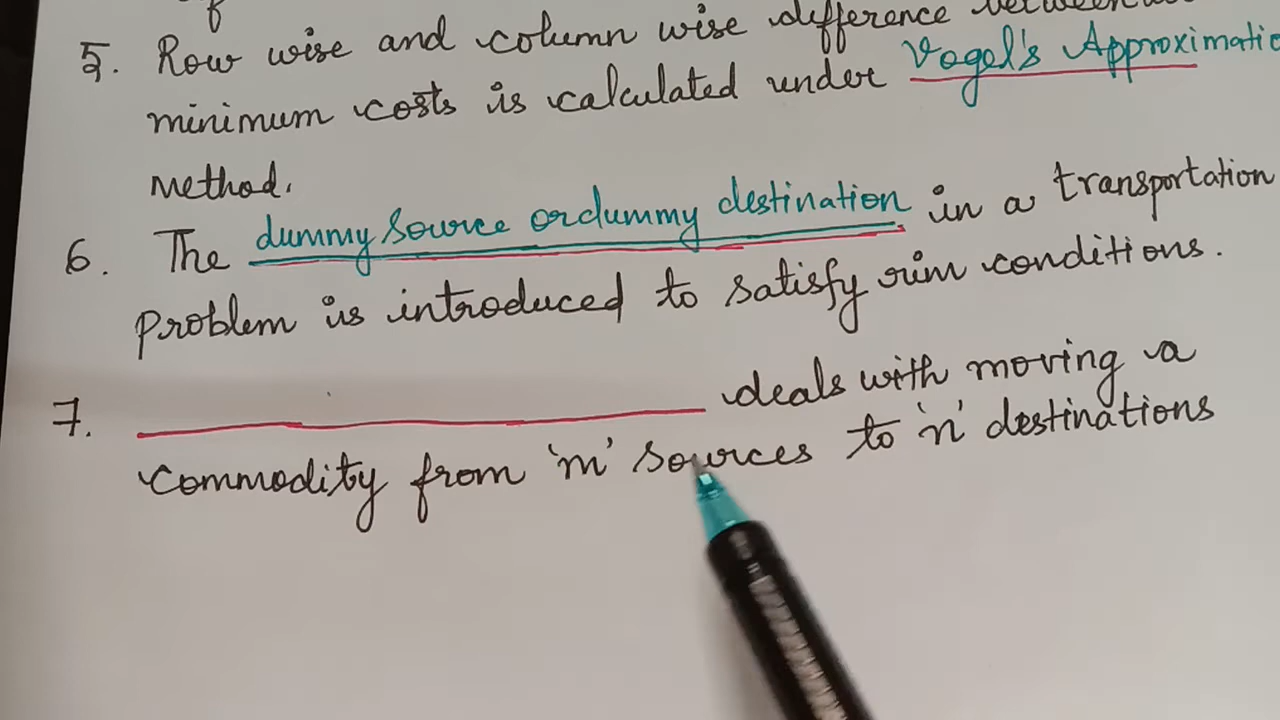 5. Row wise and column wise difference between
minimum costs is calculated under Vogel's Approximatio
method.
6. The dummy source or dummy destination in a transportation
problem is introduced to satisfy rim conditions.
7. deals with moving a
commodity from 'm' sources to 'n' destinations